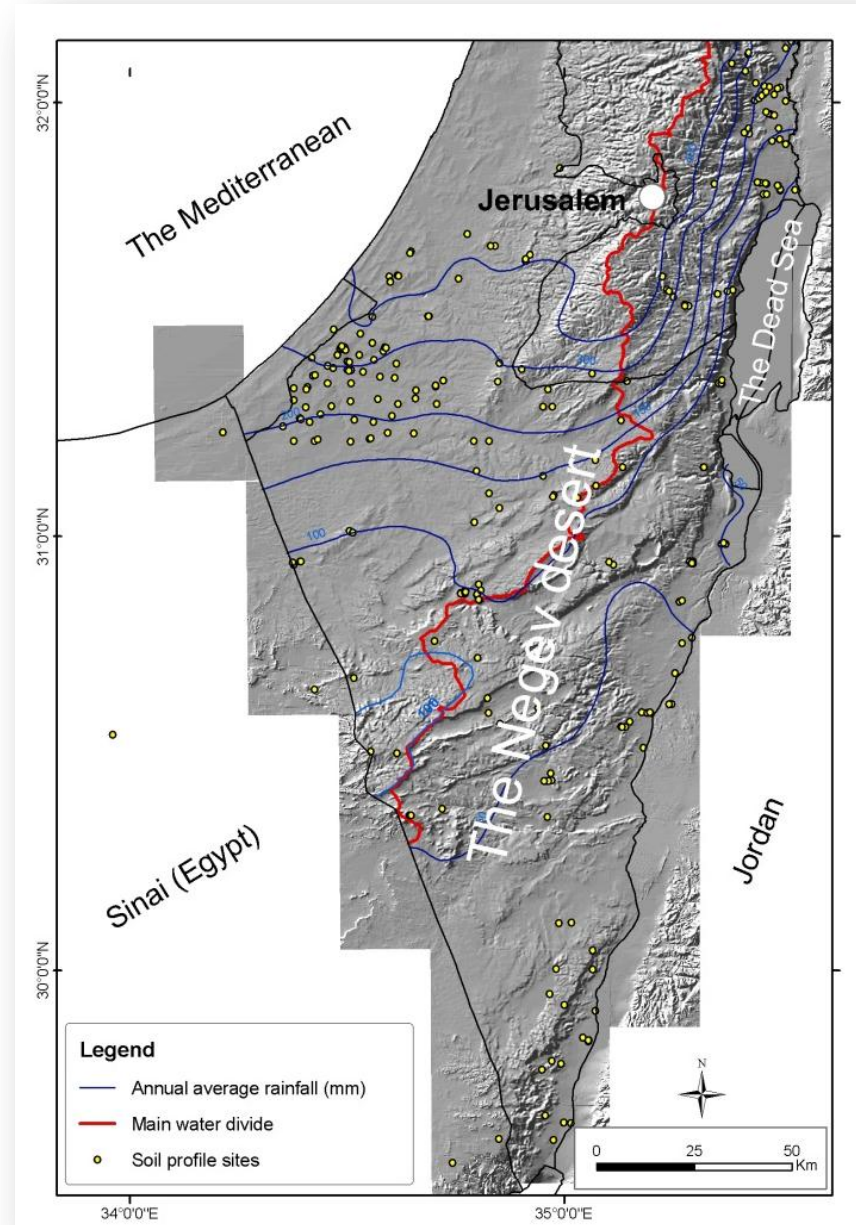 32°0'0"N
The Mediterranean
Jerusalem
The Dead Sea
300
200
31°0'0"N
100
The Negev desert
Sinai (Egypt)
Jordan
30°0'0"N
Legend
Annual average rainfall (mm)
Main water divide
Soil profile sites
N
0 25 50
Km
34°0'0"E 35°0'0"E